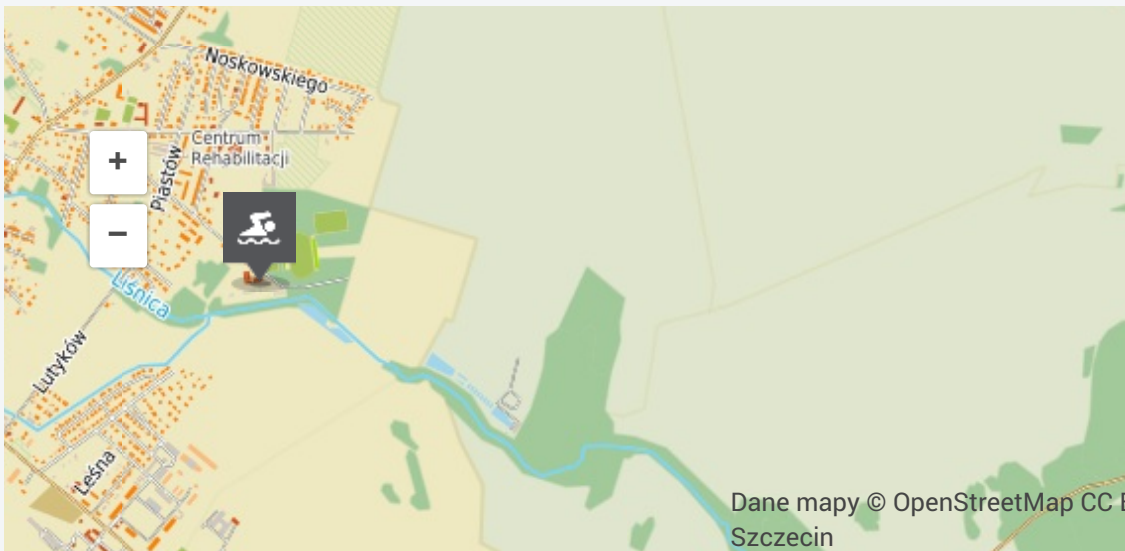 Noskowskiego
Centrum
Rehabilitacji
+
Piastów
−
Liśnica
Lutyków
Leśna
Dane mapy © OpenStreetMap CC
Szczecin